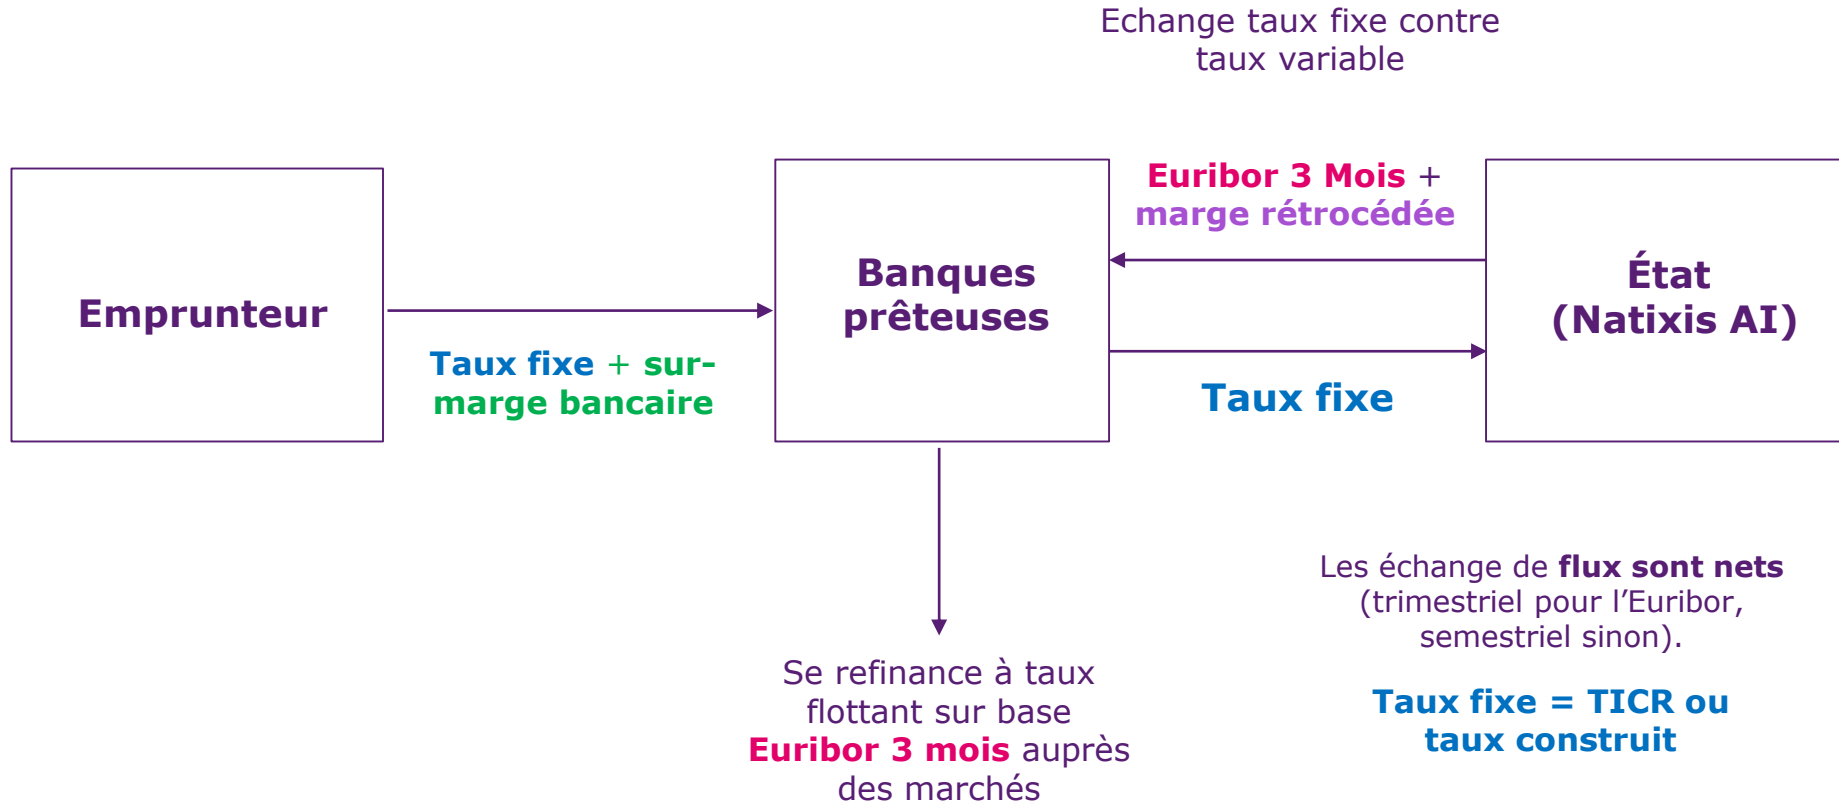 Echange taux fixe contre
taux variable
Emprunteur
Taux fixe + sur-
marge bancaire
Banques
prêteuses
Euribor 3 Mois +
marge rétrocédée
Taux fixe
État
(Natixis AI)
Se refinance à taux
flottant sur base
Euribor 3 mois auprès
des marchés
Les échange de flux sont nets
(trimestriel pour l’Euribor,
semestriel sinon).
Taux fixe = TICR ou
taux construit